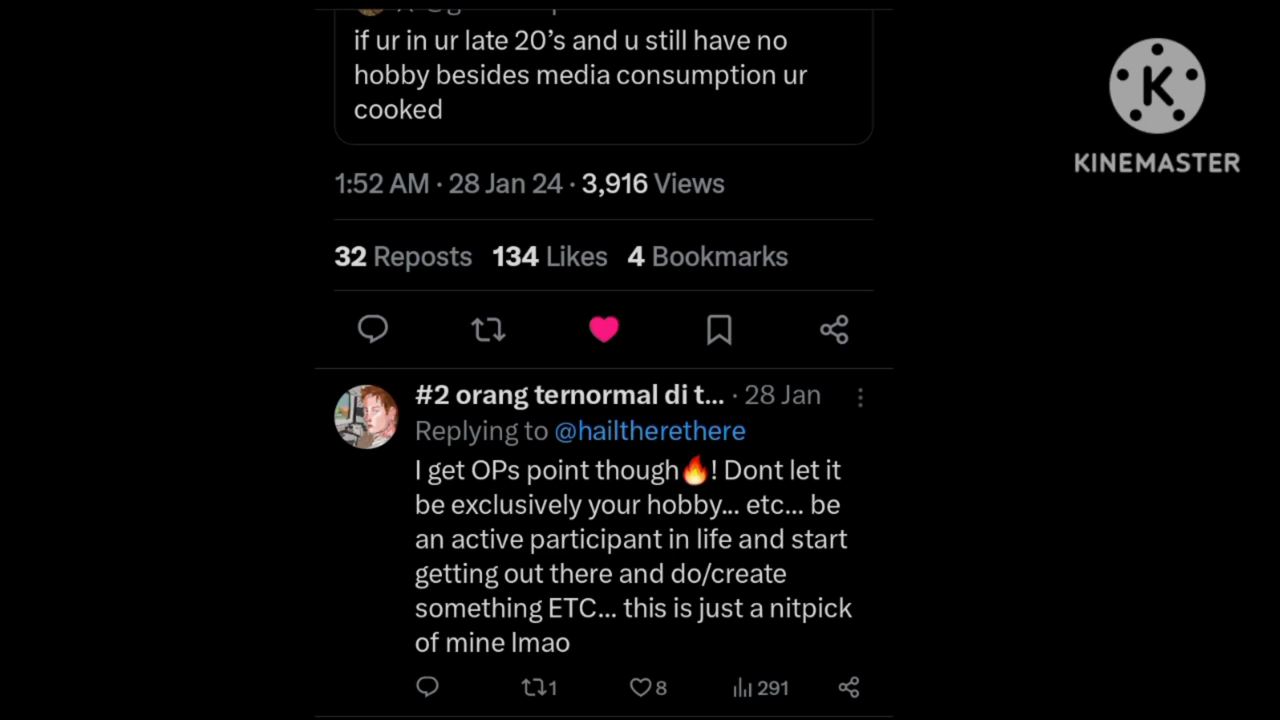 if ur in ur late 20's and u still have no
hobby besides media consumption ur
cooked
1:52 AM · 28 Jan 24 · 3,916 Views
32 Reposts 134 Likes 4 Bookmarks
#2 orang ternormal di t... · 28 Jan
Replying to @hailtherethere
I get OPs point though🔥! Dont let it
be exclusively your hobby... etc... be
an active participant in life and start
getting out there and do/create
something ETC... this is just a nitpick
of mine lmao
1 8 291
KINEMASTER